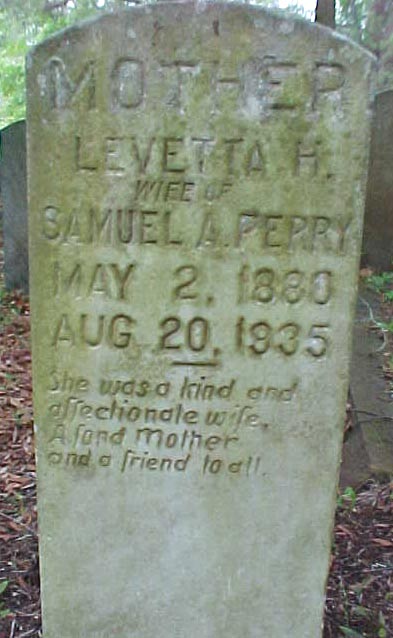 MOTHER
LEVETTA H.
WIFE OF
SAMUEL A. PERRY
MAY 2, 1880
AUG 20, 1935
She was a kind and
affectionate wife,
A fond Mother
and a friend to all.